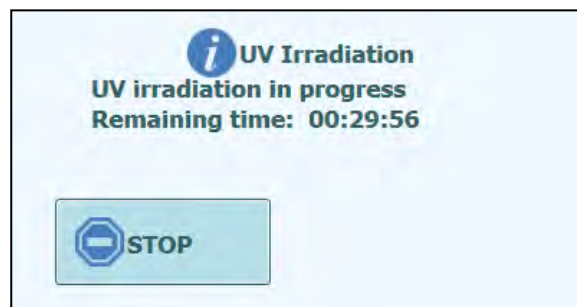 UV Irradiation
UV irradiation in progress
Remaining time: 00:29:56
STOP